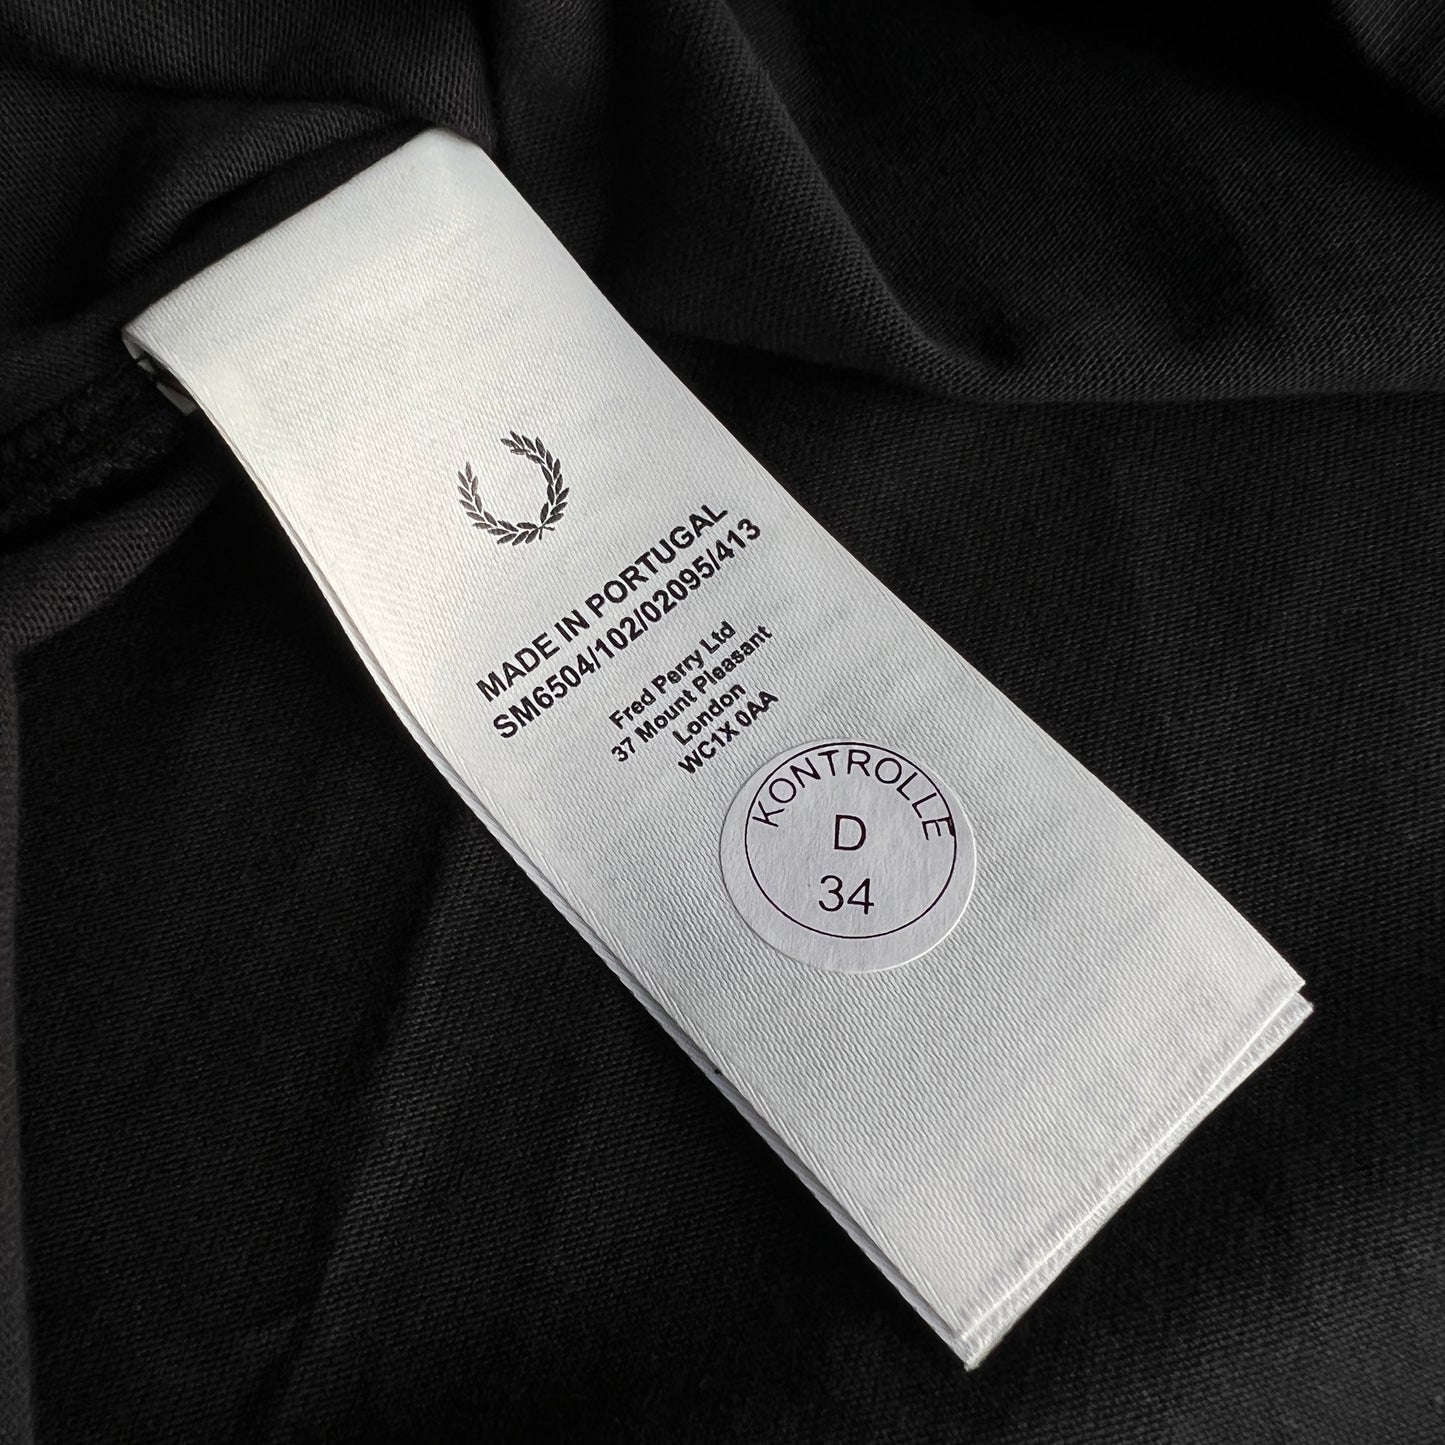 MADE IN PORTUGAL
SM6504/102/02095/413
Fred Perry Ltd
37 Mount Pleasant
London
WC1X 0AA
KONTROLLE
D
34